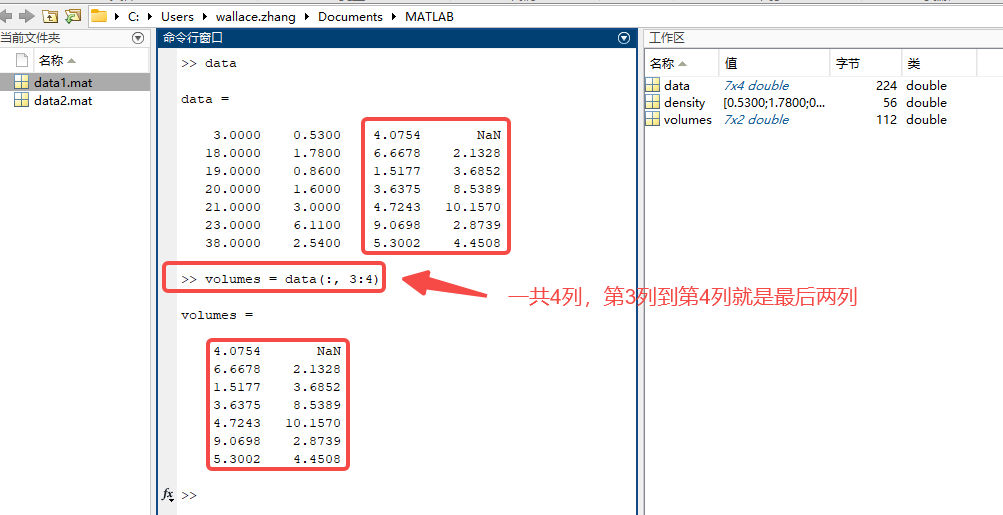 C: Users wallace.zhang Documents MATLAB
当前文件夹
名称
data1.mat
data2.mat
命令行窗口
>> data
data =
3.0000 0.5300 4.0754 NaN
18.0000 1.7800 6.6678 2.1328
19.0000 0.8600 1.5177 3.6852
20.0000 1.6000 3.6375 8.5389
21.0000 3.0000 4.7243 10.1570
23.0000 6.1100 9.0698 2.8739
38.0000 2.5400 5.3002 4.4508
>> volumes = data(:, 3:4)
一共4列，第3列到第4列就是最后两列
volumes =
4.0754 NaN
6.6678 2.1328
1.5177 3.6852
3.6375 8.5389
4.7243 10.1570
9.0698 2.8739
5.3002 4.4508
fx >>
工作区
名称 值 字节 类
data 7x4 double 224 double
density [0.5300;1.7800;0... 56 double
volumes 7x2 double 112 double